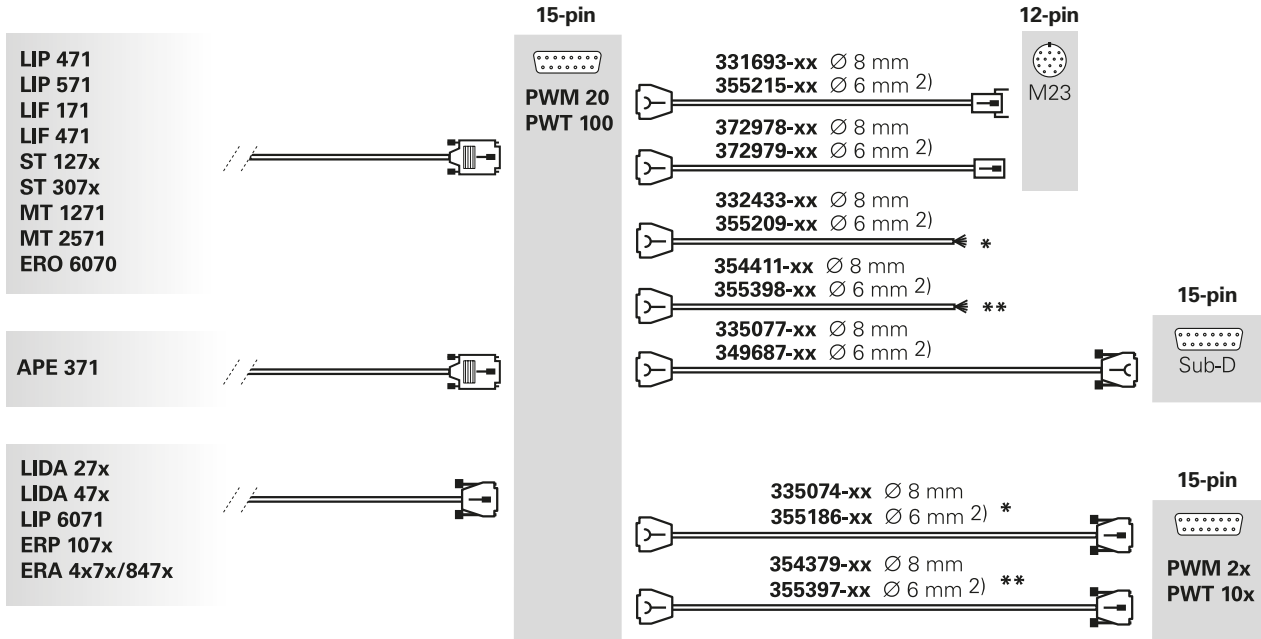 15-pin
12-pin
LIP 471
LIP 571
LIF 171
LIF 471
ST 127x
ST 307x
MT 1271
MT 2571
ERO 6070
APE 371
LIDA 27x
LIDA 47x
LIP 6071
ERP 107x
ERA 4x7x/847x
PWM 20
PWT 100
331693-xx Ø 8 mm
355215-xx Ø 6 mm 2)
M23
372978-xx Ø 8 mm
372979-xx Ø 6 mm 2)
332433-xx Ø 8 mm
355209-xx Ø 6 mm 2)
*
354411-xx Ø 8 mm
355398-xx Ø 6 mm 2)
**
335077-xx Ø 8 mm
349687-xx Ø 6 mm 2)
15-pin
Sub-D
335074-xx Ø 8 mm
355186-xx Ø 6 mm 2) *
354379-xx Ø 8 mm
355397-xx Ø 6 mm 2) **
15-pin
PWM 2x
PWT 10x